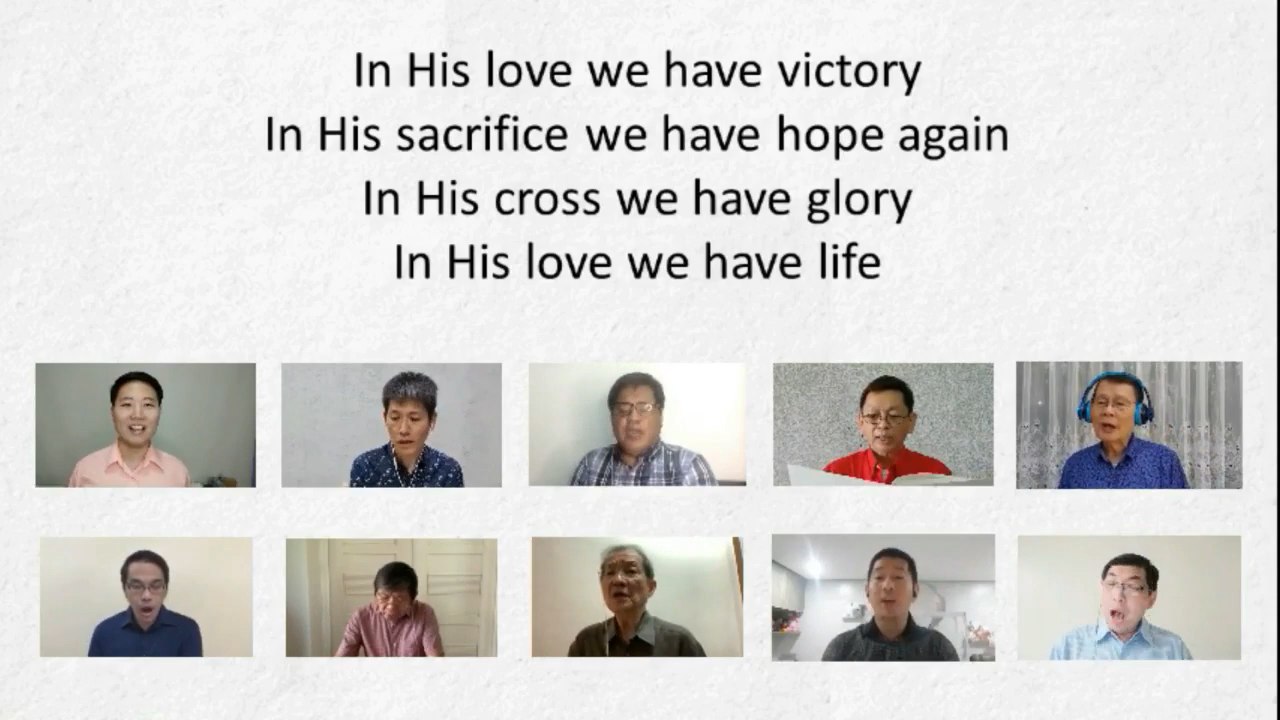 In His love we have victory
In His sacrifice we have hope again
In His cross we have glory
In His love we have life